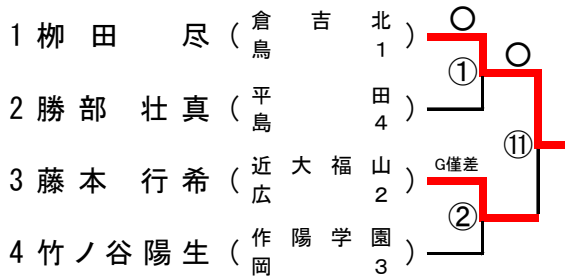 1 栁田 尽 (倉吉北 鳥1) 〇
① 〇
2 勝部 壮真 (平田 島4)
⑪
3 藤本 行希 (近大福山 広2) G僅差
②
4 竹ノ谷陽生 (作陽学園 岡3)